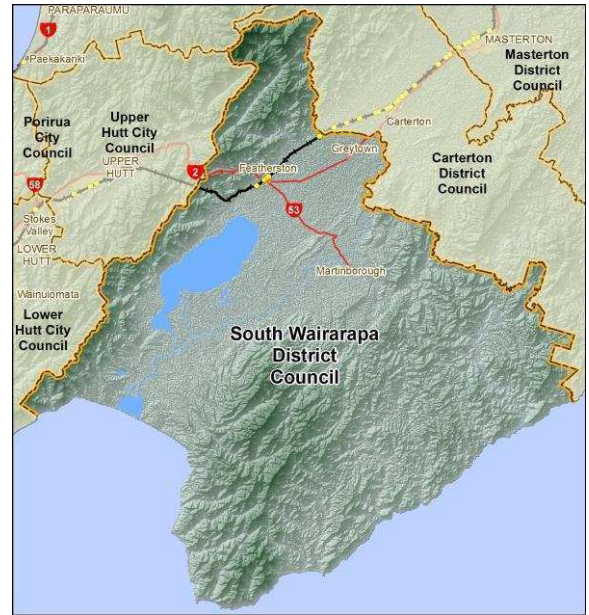 PARAPARAUMU
1
Paekakariki
MASTERTON
Masterton
District
Council
Porirua
City
Council
Upper
Hutt City
Council
Carterton
UPPER
HUTT
2
Featherston
Greytown
Carterton
District
Council
58
Stokes
Valley
53
LOWER
HUTT
Martinborough
Wainuiomata
Lower
Hutt City
Council
South Wairarapa
District
Council